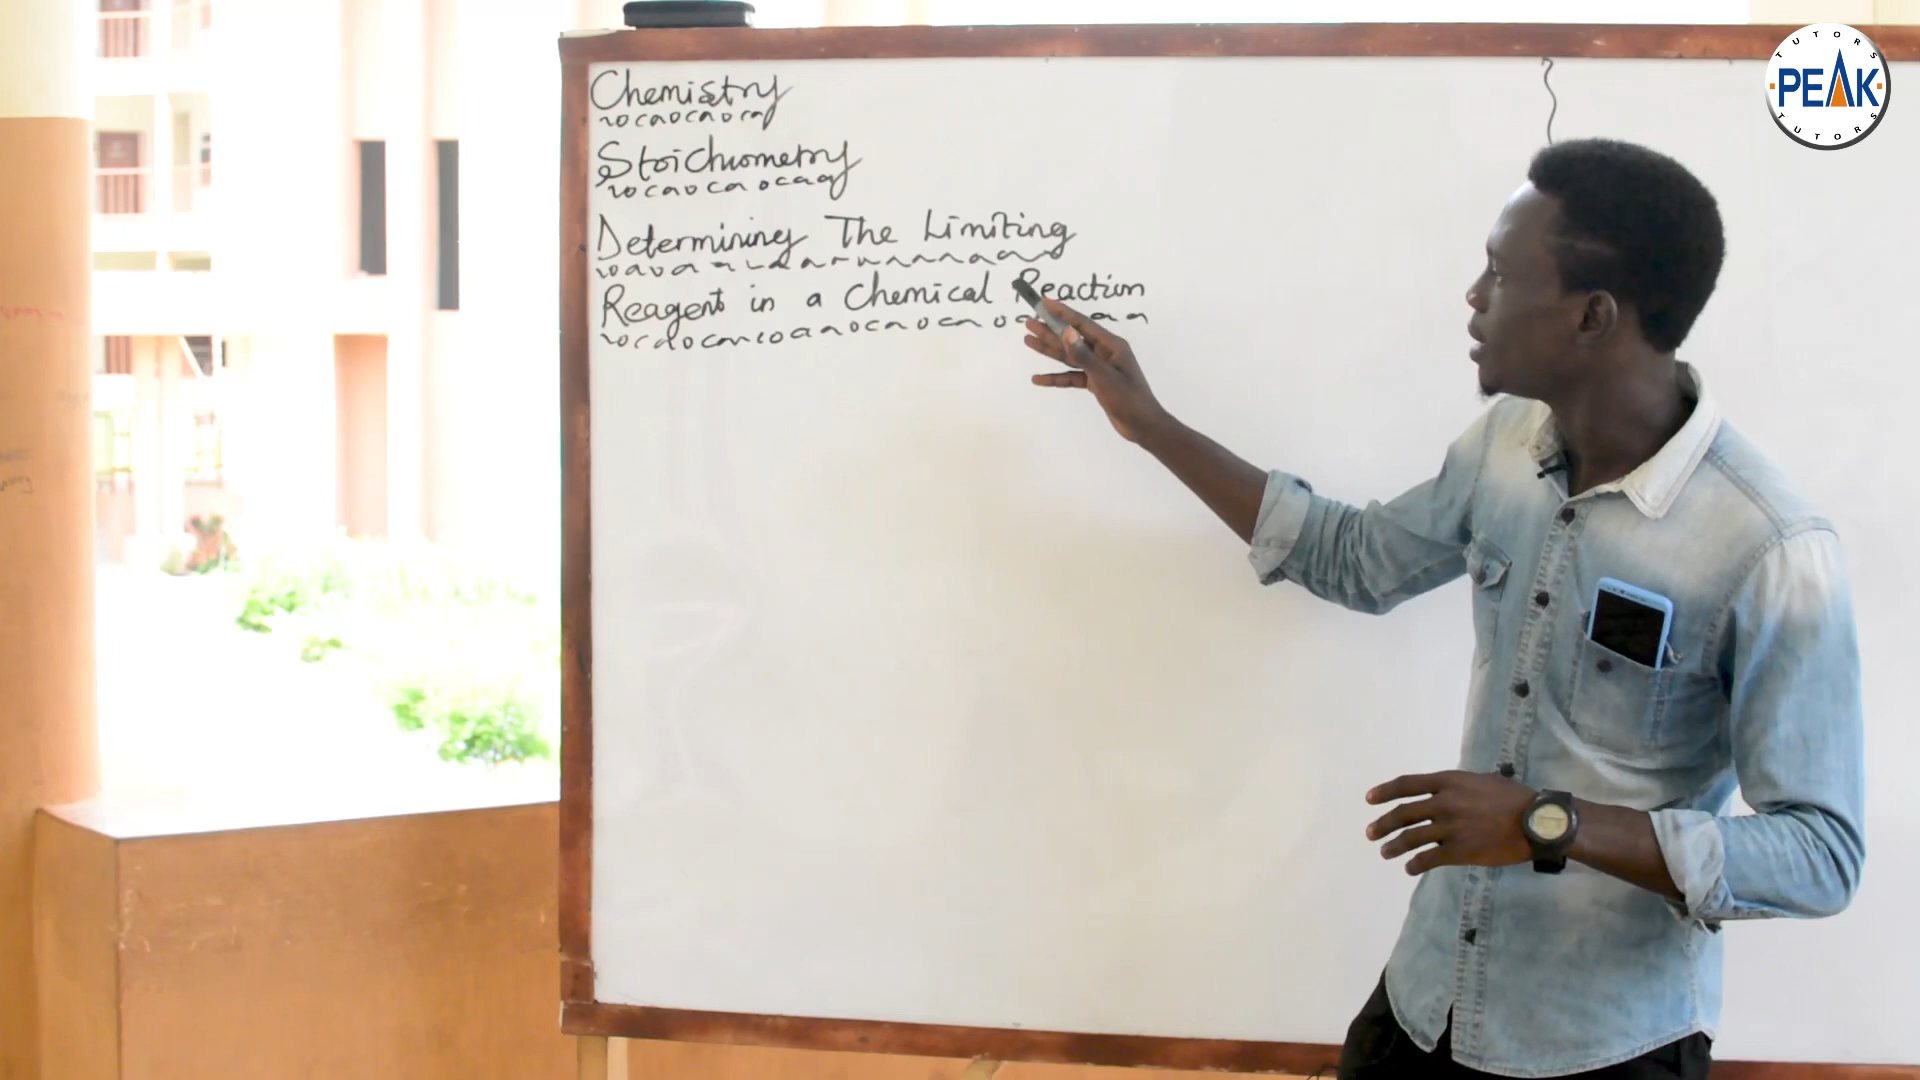 Chemistry
Stoichiometry
Determining The Limiting
Reagent in a Chemical Reaction
TUTORS
PEAK
TUTORS